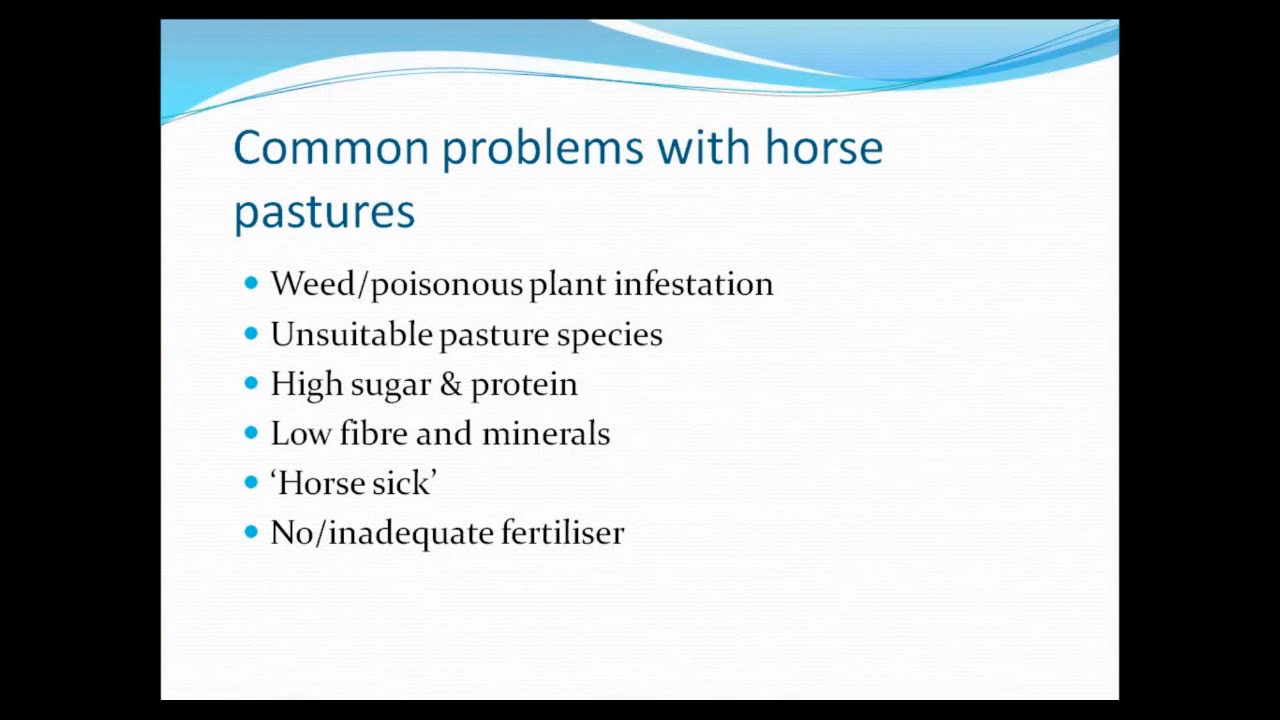 Common problems with horse
pastures
• Weed/poisonous plant infestation
• Unsuitable pasture species
• High sugar & protein
• Low fibre and minerals
• ‘Horse sick’
• No/inadequate fertiliser